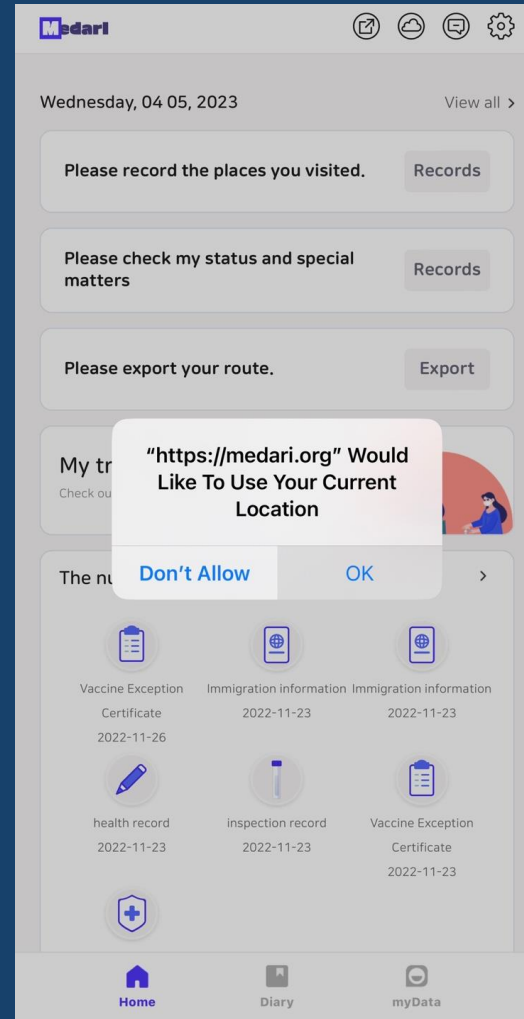 Medari
Wednesday, 04 05, 2023
View all >
Please record the places you visited.
Records
Please check my status and special
matters
Records
Please export your route.
Export
My tr
Check ou
"https://medari.org" Would
Like To Use Your Current
Location
Don't Allow
OK
The nu
>
Vaccine Exception
Certificate
2022-11-26
Immigration information
2022-11-23
Immigration information
2022-11-23
health record
2022-11-23
inspection record
2022-11-23
Vaccine Exception
Certificate
2022-11-23
Home
Diary
myData